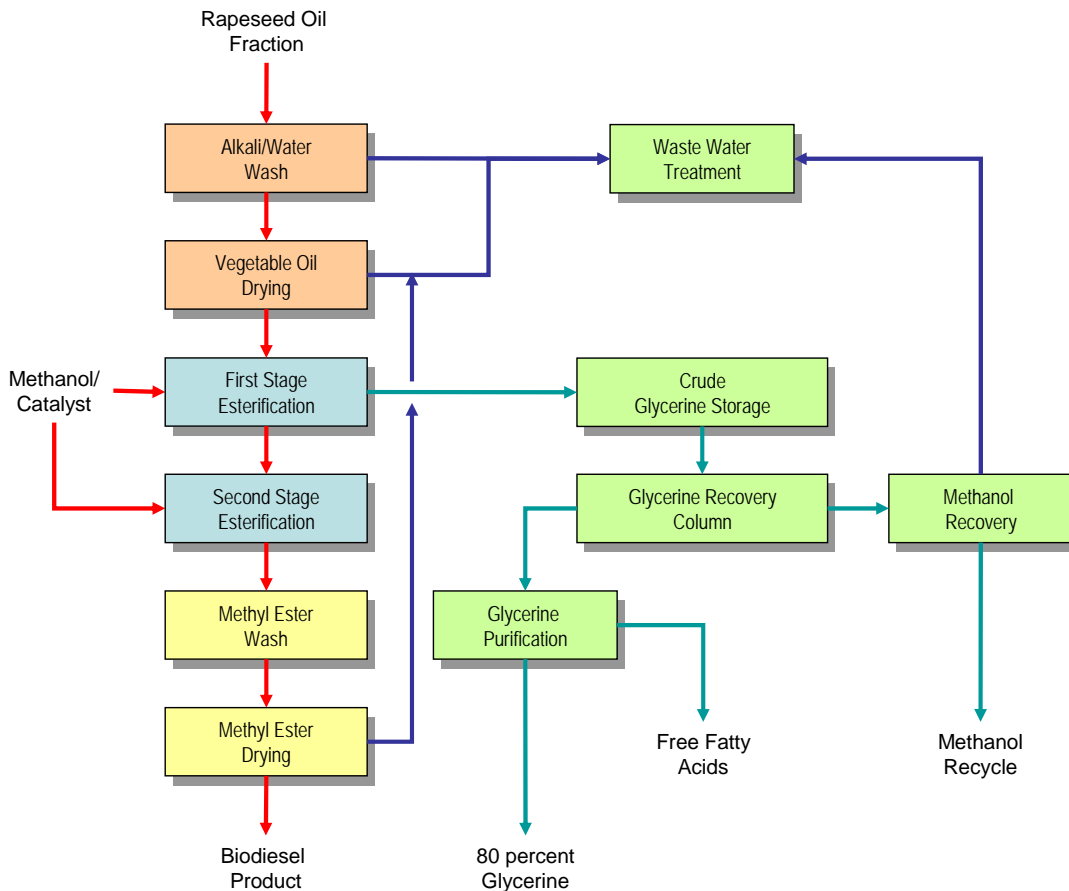 Rapeseed Oil
Fraction
Alkali/Water
Wash
Waste Water
Treatment
Vegetable Oil
Drying
Methanol/
Catalyst
First Stage
Esterification
Crude
Glycerine Storage
Second Stage
Esterification
Glycerine Recovery
Column
Methanol
Recovery
Methyl Ester
Wash
Glycerine
Purification
Methyl Ester
Drying
Free Fatty
Acids
Methanol
Recycle
Biodiesel
Product
80 percent
Glycerine